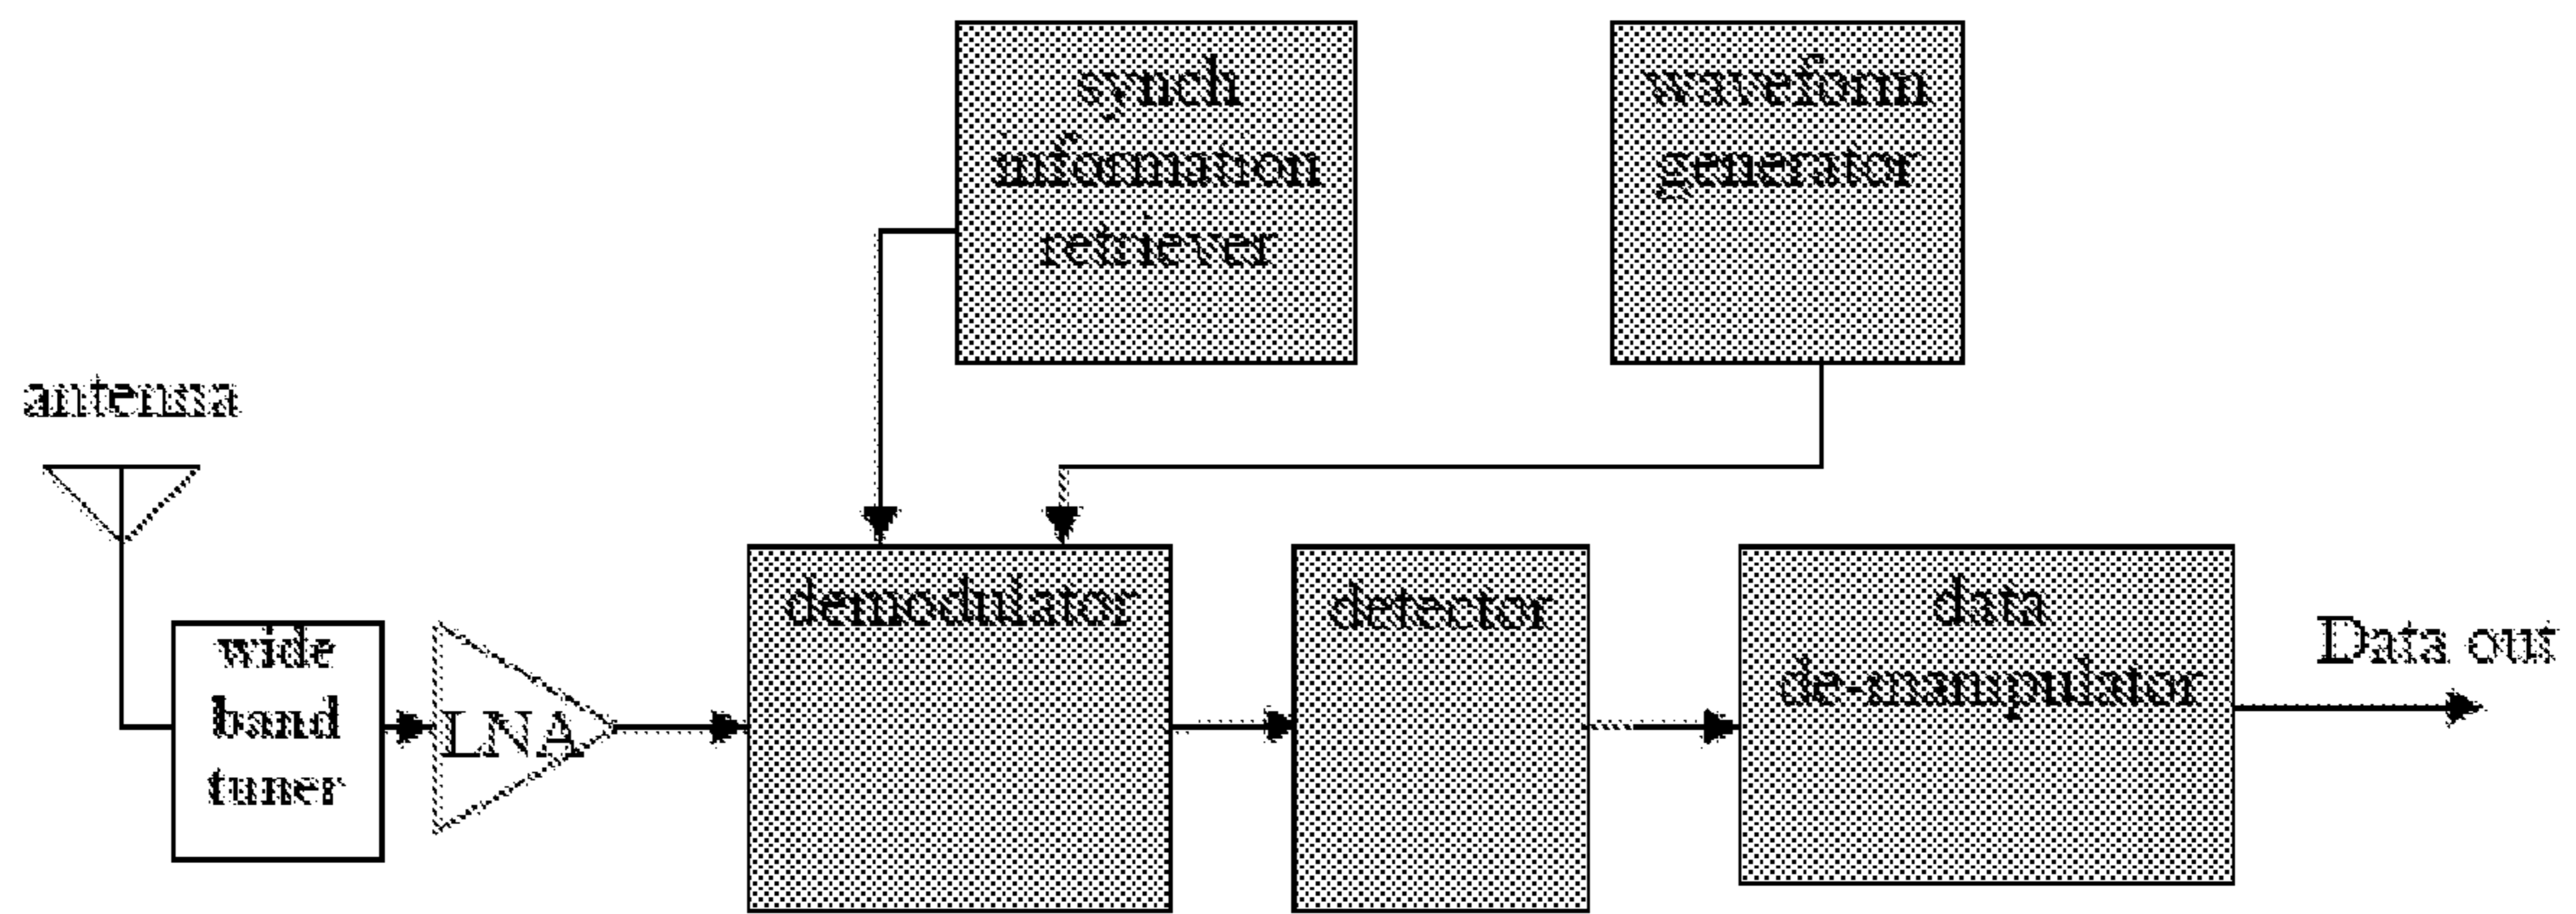 synch
information
retriever
waveform
generator
antenna
wide
band
tuner
LNA
demodulator
detector
data
de-manipulator
Data out